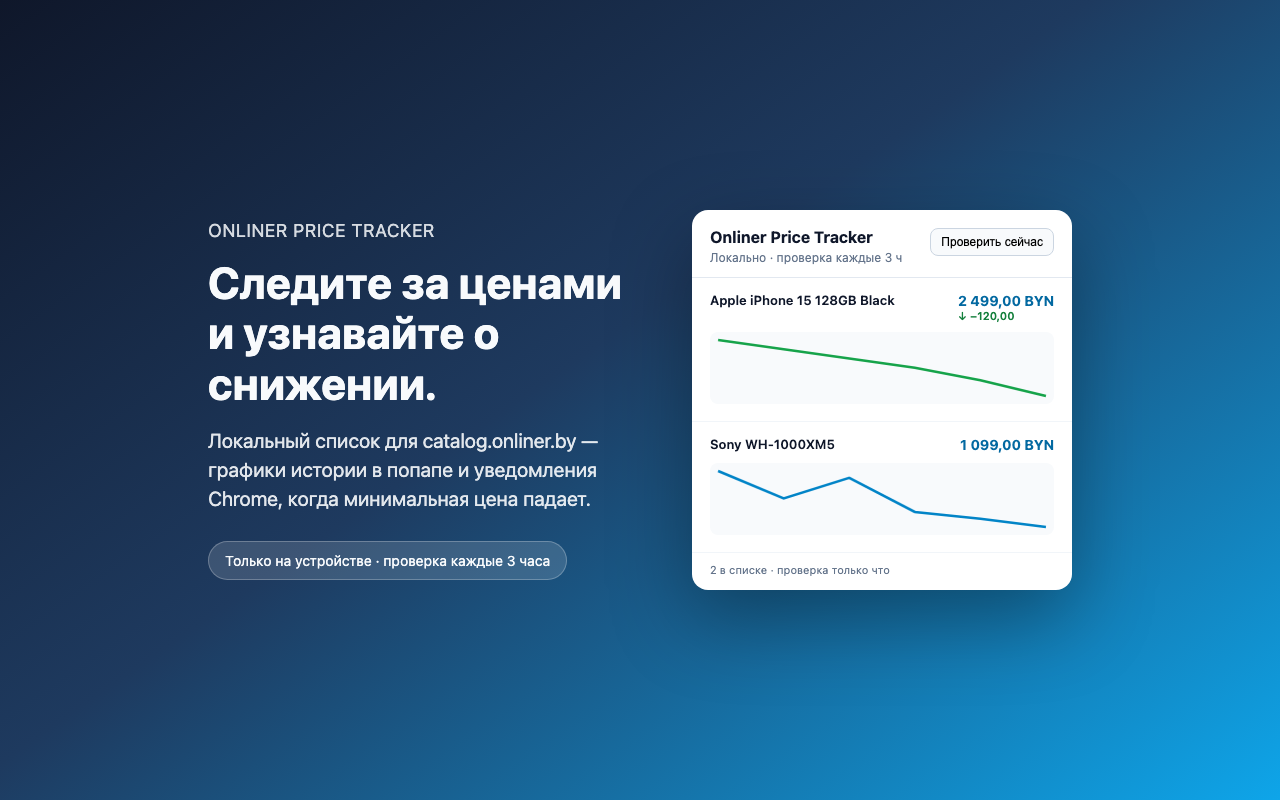 ONLINER PRICE TRACKER
Следите за ценами
и узнавайте о
снижении.
Локальный список для catalog.onliner.by —
графики истории в попапе и уведомления
Chrome, когда минимальная цена падает.
Только на устройстве · проверка каждые 3 часа
Onliner Price Tracker
Локально · проверка каждые 3 ч
Проверить сейчас
Apple iPhone 15 128GB Black
2 499,00 BYN
↓ −120,00
Sony WH-1000XM5
1 099,00 BYN
2 в списке · проверка только что